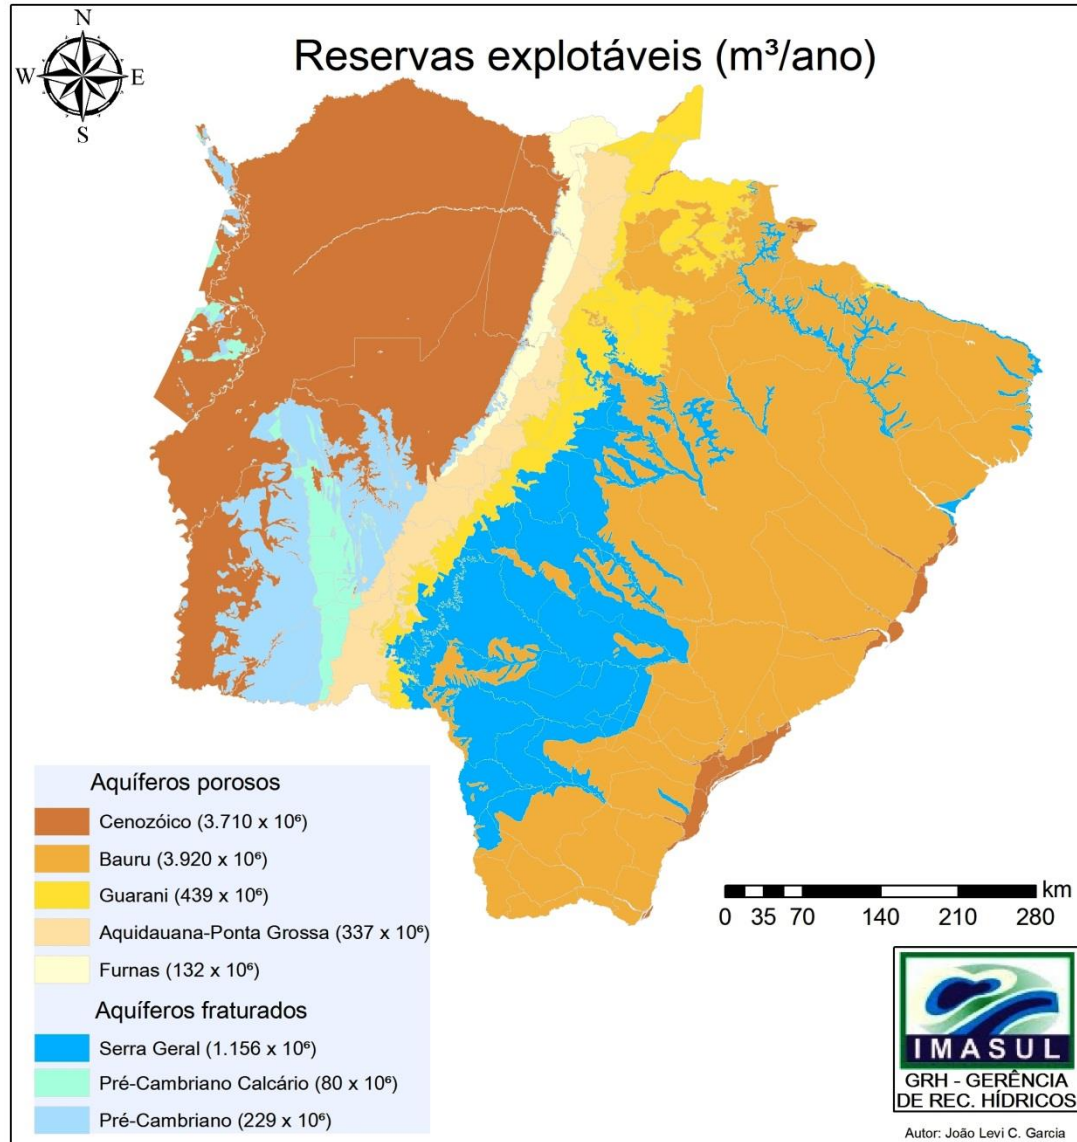 N
W E
S
Reservas explotáveis (m³/ano)
Aquíferos porosos
Cenozóico (3.710 x 10⁶)
Bauru (3.920 x 10⁶)
Guarani (439 x 10⁶)
Aquidauana-Ponta Grossa (337 x 10⁶)
Furnas (132 x 10⁶)
Aquíferos fraturados
Serra Geral (1.156 x 10⁶)
Pré-Cambriano Calcário (80 x 10⁶)
Pré-Cambriano (229 x 10⁶)
km
0 35 70 140 210 280
IMASUL
GRH - GERÊNCIA
DE REC. HÍDRICOS
Autor: João Levi C. Garcia